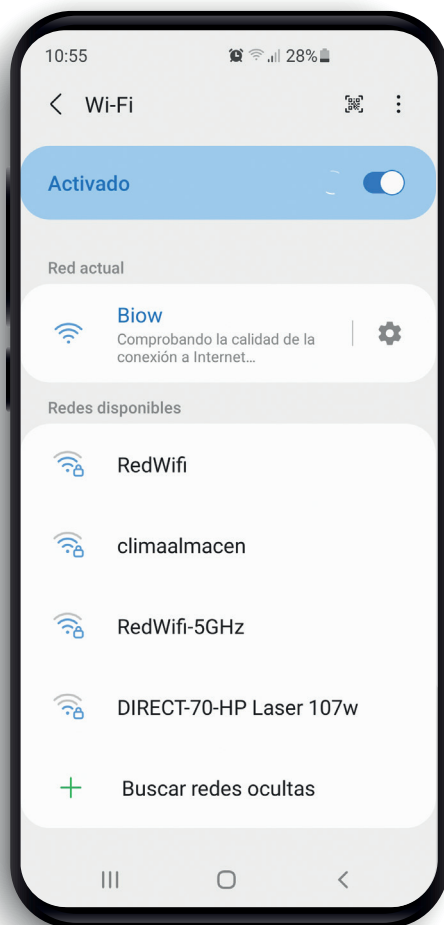 10:55 28%
Wi-Fi
Activado
Red actual
Biow
Comprobando la calidad de la
conexión a Internet...
Redes disponibles
RedWifi
climaalmacen
RedWifi-5GHz
DIRECT-70-HP Laser 107w
Buscar redes ocultas